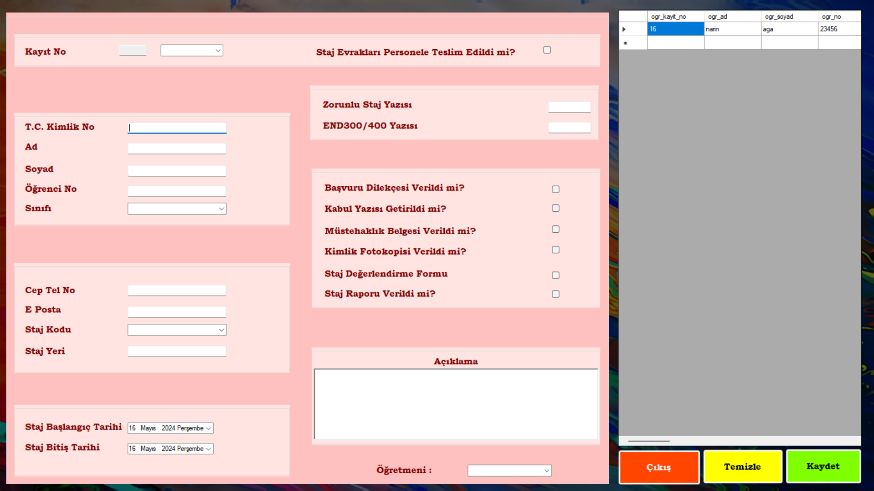 Kayıt No
Staj Evrakları Personele Teslim Edildi mi?
Zorunlu Staj Yazısı
END300/400 Yazısı
T.C. Kimlik No
Ad
Soyad
Öğrenci No
Sınıfı
Başvuru Dilekçesi Verildi mi?
Kabul Yazısı Getirildi mi?
Müstehaklık Belgesi Verildi mi?
Kimlik Fotokopisi Verildi mi?
Staj Değerlendirme Formu
Staj Raporu Verildi mi?
Cep Tel No
E Posta
Staj Kodu
Staj Yeri
Açıklama
Staj Başlangıç Tarihi 16 Mayıs 2024 Perşembe
Staj Bitiş Tarihi 16 Mayıs 2024 Perşembe
Öğretmeni :
ogr_kayit_no ogr_ad ogr_soyad ogr_no
16 narin aga 23456
Çıkış Temizle Kaydet